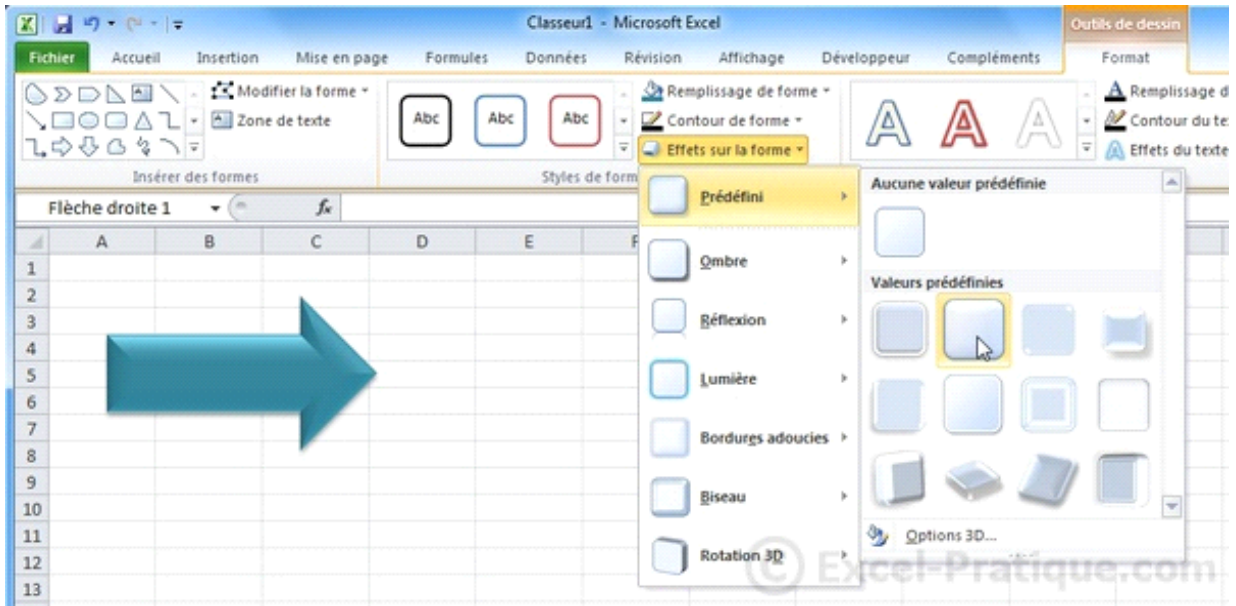 Classeur1 - Microsoft Excel
Outils de dessin
Fichier Accueil Insertion Mise en page Formules Données Révision Affichage Développeur Compléments Format
Modifier la forme
Zone de texte
Insérer des formes
Abc Abc Abc
Styles de form
Remplissage de forme
Contour de forme
Effets sur la forme
A A A
Remplissage d
Contour du te
Effets du texte
Flèche droite 1 fx
A B C D E F
1
2
3
4
5
6
7
8
9
10
11
12
13
Prédéfini
Ombre
Réflexion
Lumière
Bordures adoucies
Biseau
Rotation 3D
Aucune valeur prédéfinie
Valeurs prédéfinies
Options 3D...
© Excel-Pratique.com